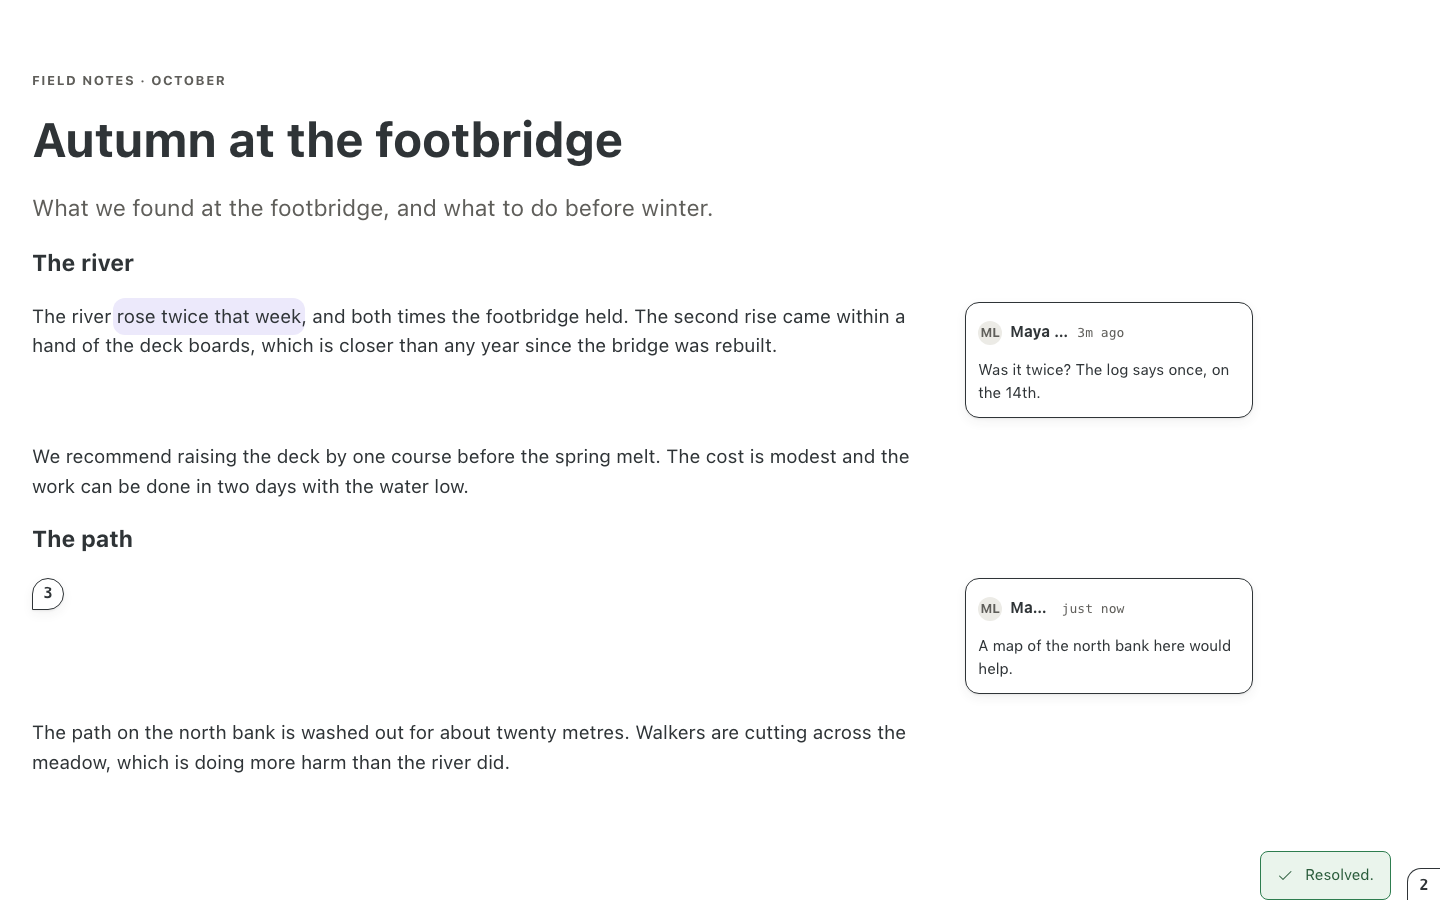 FIELD NOTES · OCTOBER
Autumn at the footbridge
What we found at the footbridge, and what to do before winter.
The river
The river rose twice that week, and both times the footbridge held. The second rise came within a
hand of the deck boards, which is closer than any year since the bridge was rebuilt.
ML Maya ... 3m ago
Was it twice? The log says once, on
the 14th.
We recommend raising the deck by one course before the spring melt. The cost is modest and the
work can be done in two days with the water low.
The path
3
ML Ma... just now
A map of the north bank here would
help.
The path on the north bank is washed out for about twenty metres. Walkers are cutting across the
meadow, which is doing more harm than the river did.
Resolved.
2